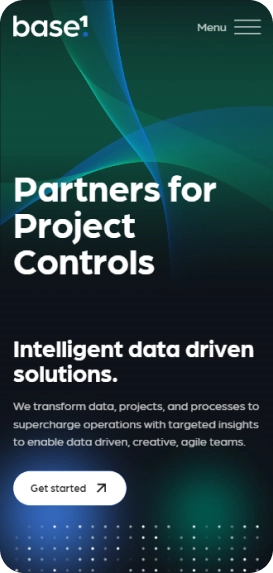 base¹
Menu
Partners for
Project
Controls
Intelligent data driven
solutions.
We transform data, projects, and processes to
supercharge operations with targeted insights
to enable data driven, creative, agile teams.
Get started